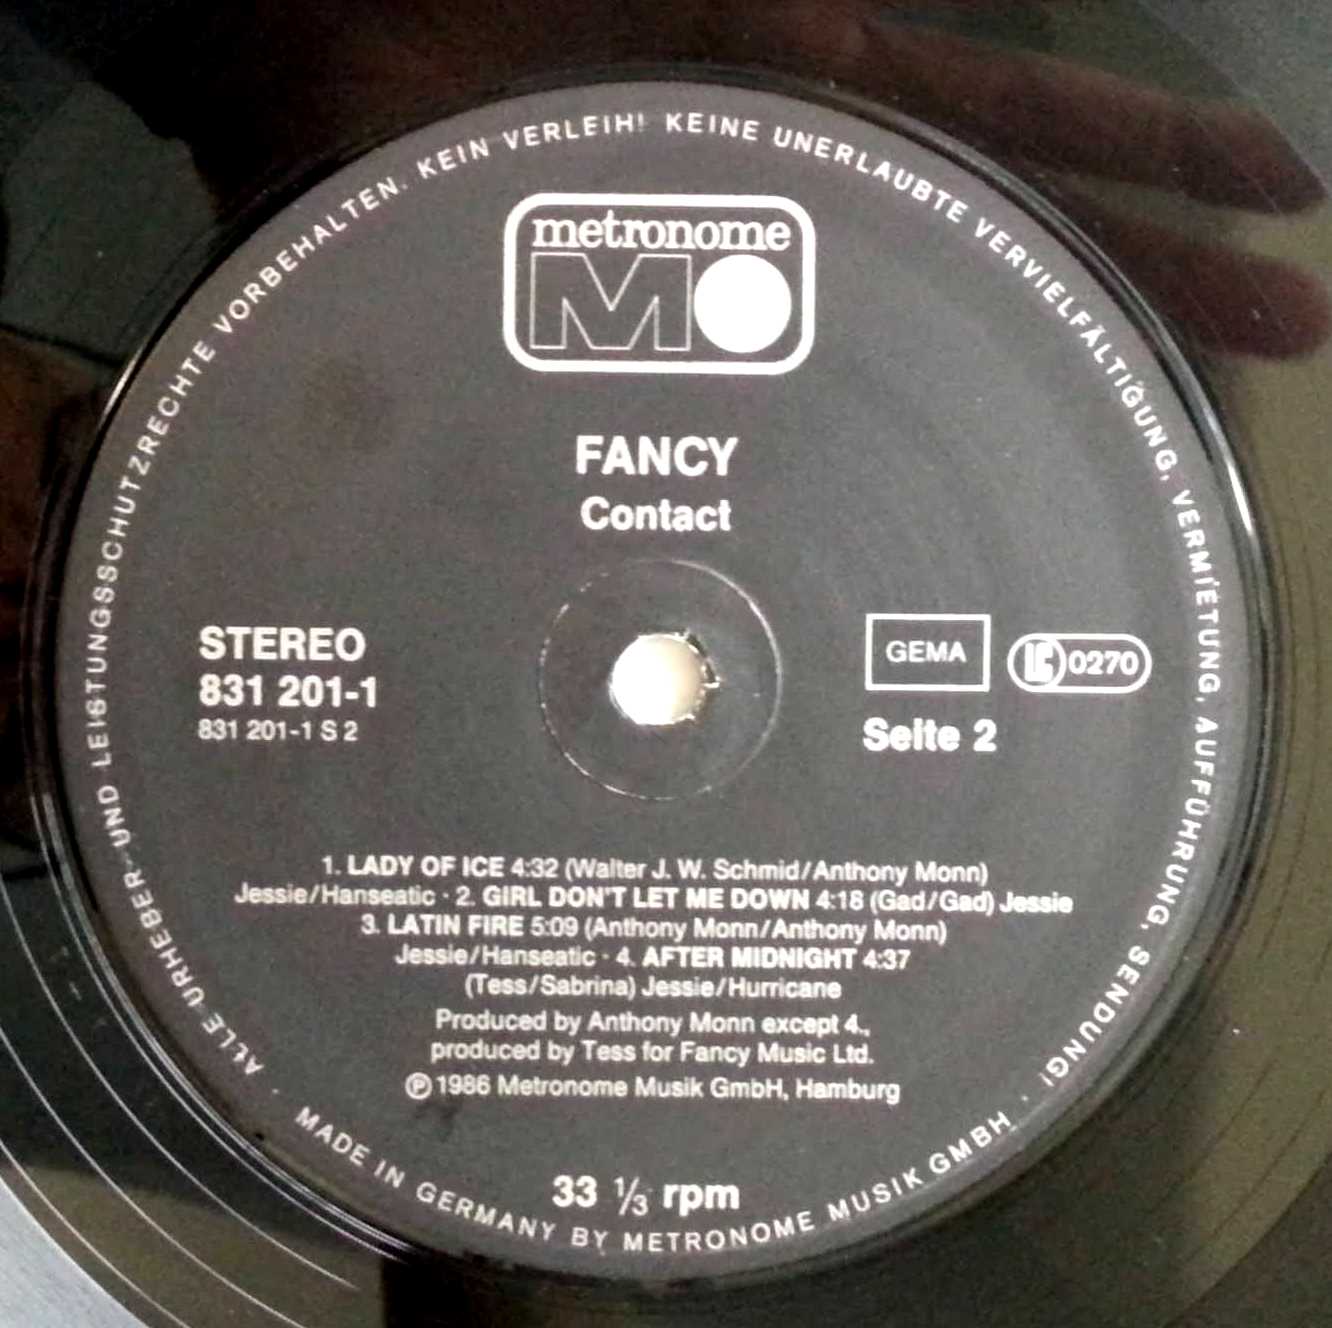 ALLE URHEBER- UND LEISTUNGSSCHUTZRECHTE VORBEHALTEN. KEIN VERLEIH! KEINE UNERLAUBTE VERVIELFÄLTIGUNG, VERMIETUNG, AUFFÜHRUNG, SENDUNG!
metronome
MO
FANCY
Contact
STEREO
831 201-1
831 201-1 S 2
GEMA
LC 0270
Seite 2
1. LADY OF ICE 4:32 (Walter J. W. Schmid/Anthony Monn)
Jessie/Hanseatic · 2. GIRL DON'T LET ME DOWN 4:18 (Gad/Gad) Jessie
3. LATIN FIRE 5:09 (Anthony Monn/Anthony Monn)
Jessie/Hanseatic · 4. AFTER MIDNIGHT 4:37
(Tess/Sabrina) Jessie/Hurricane
Produced by Anthony Monn except 4.,
produced by Tess for Fancy Music Ltd.
℗ 1986 Metronome Musik GmbH, Hamburg
33 ⅓ rpm
· MADE IN GERMANY BY METRONOME MUSIK GMBH ·